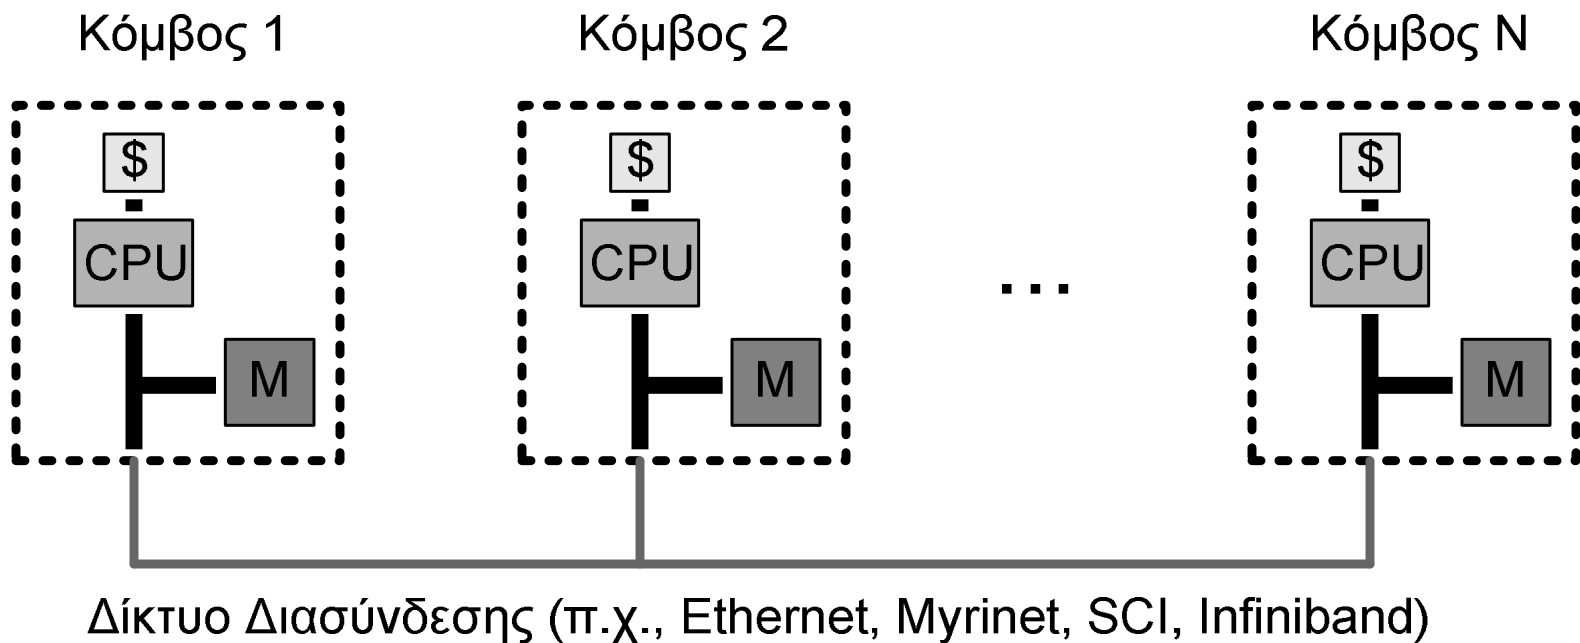 Κόμβος 1 Κόμβος 2 Κόμβος N
$ $ $
CPU CPU ... CPU
M M M
Δίκτυο Διασύνδεσης (π.χ., Ethernet, Myrinet, SCI, Infiniband)